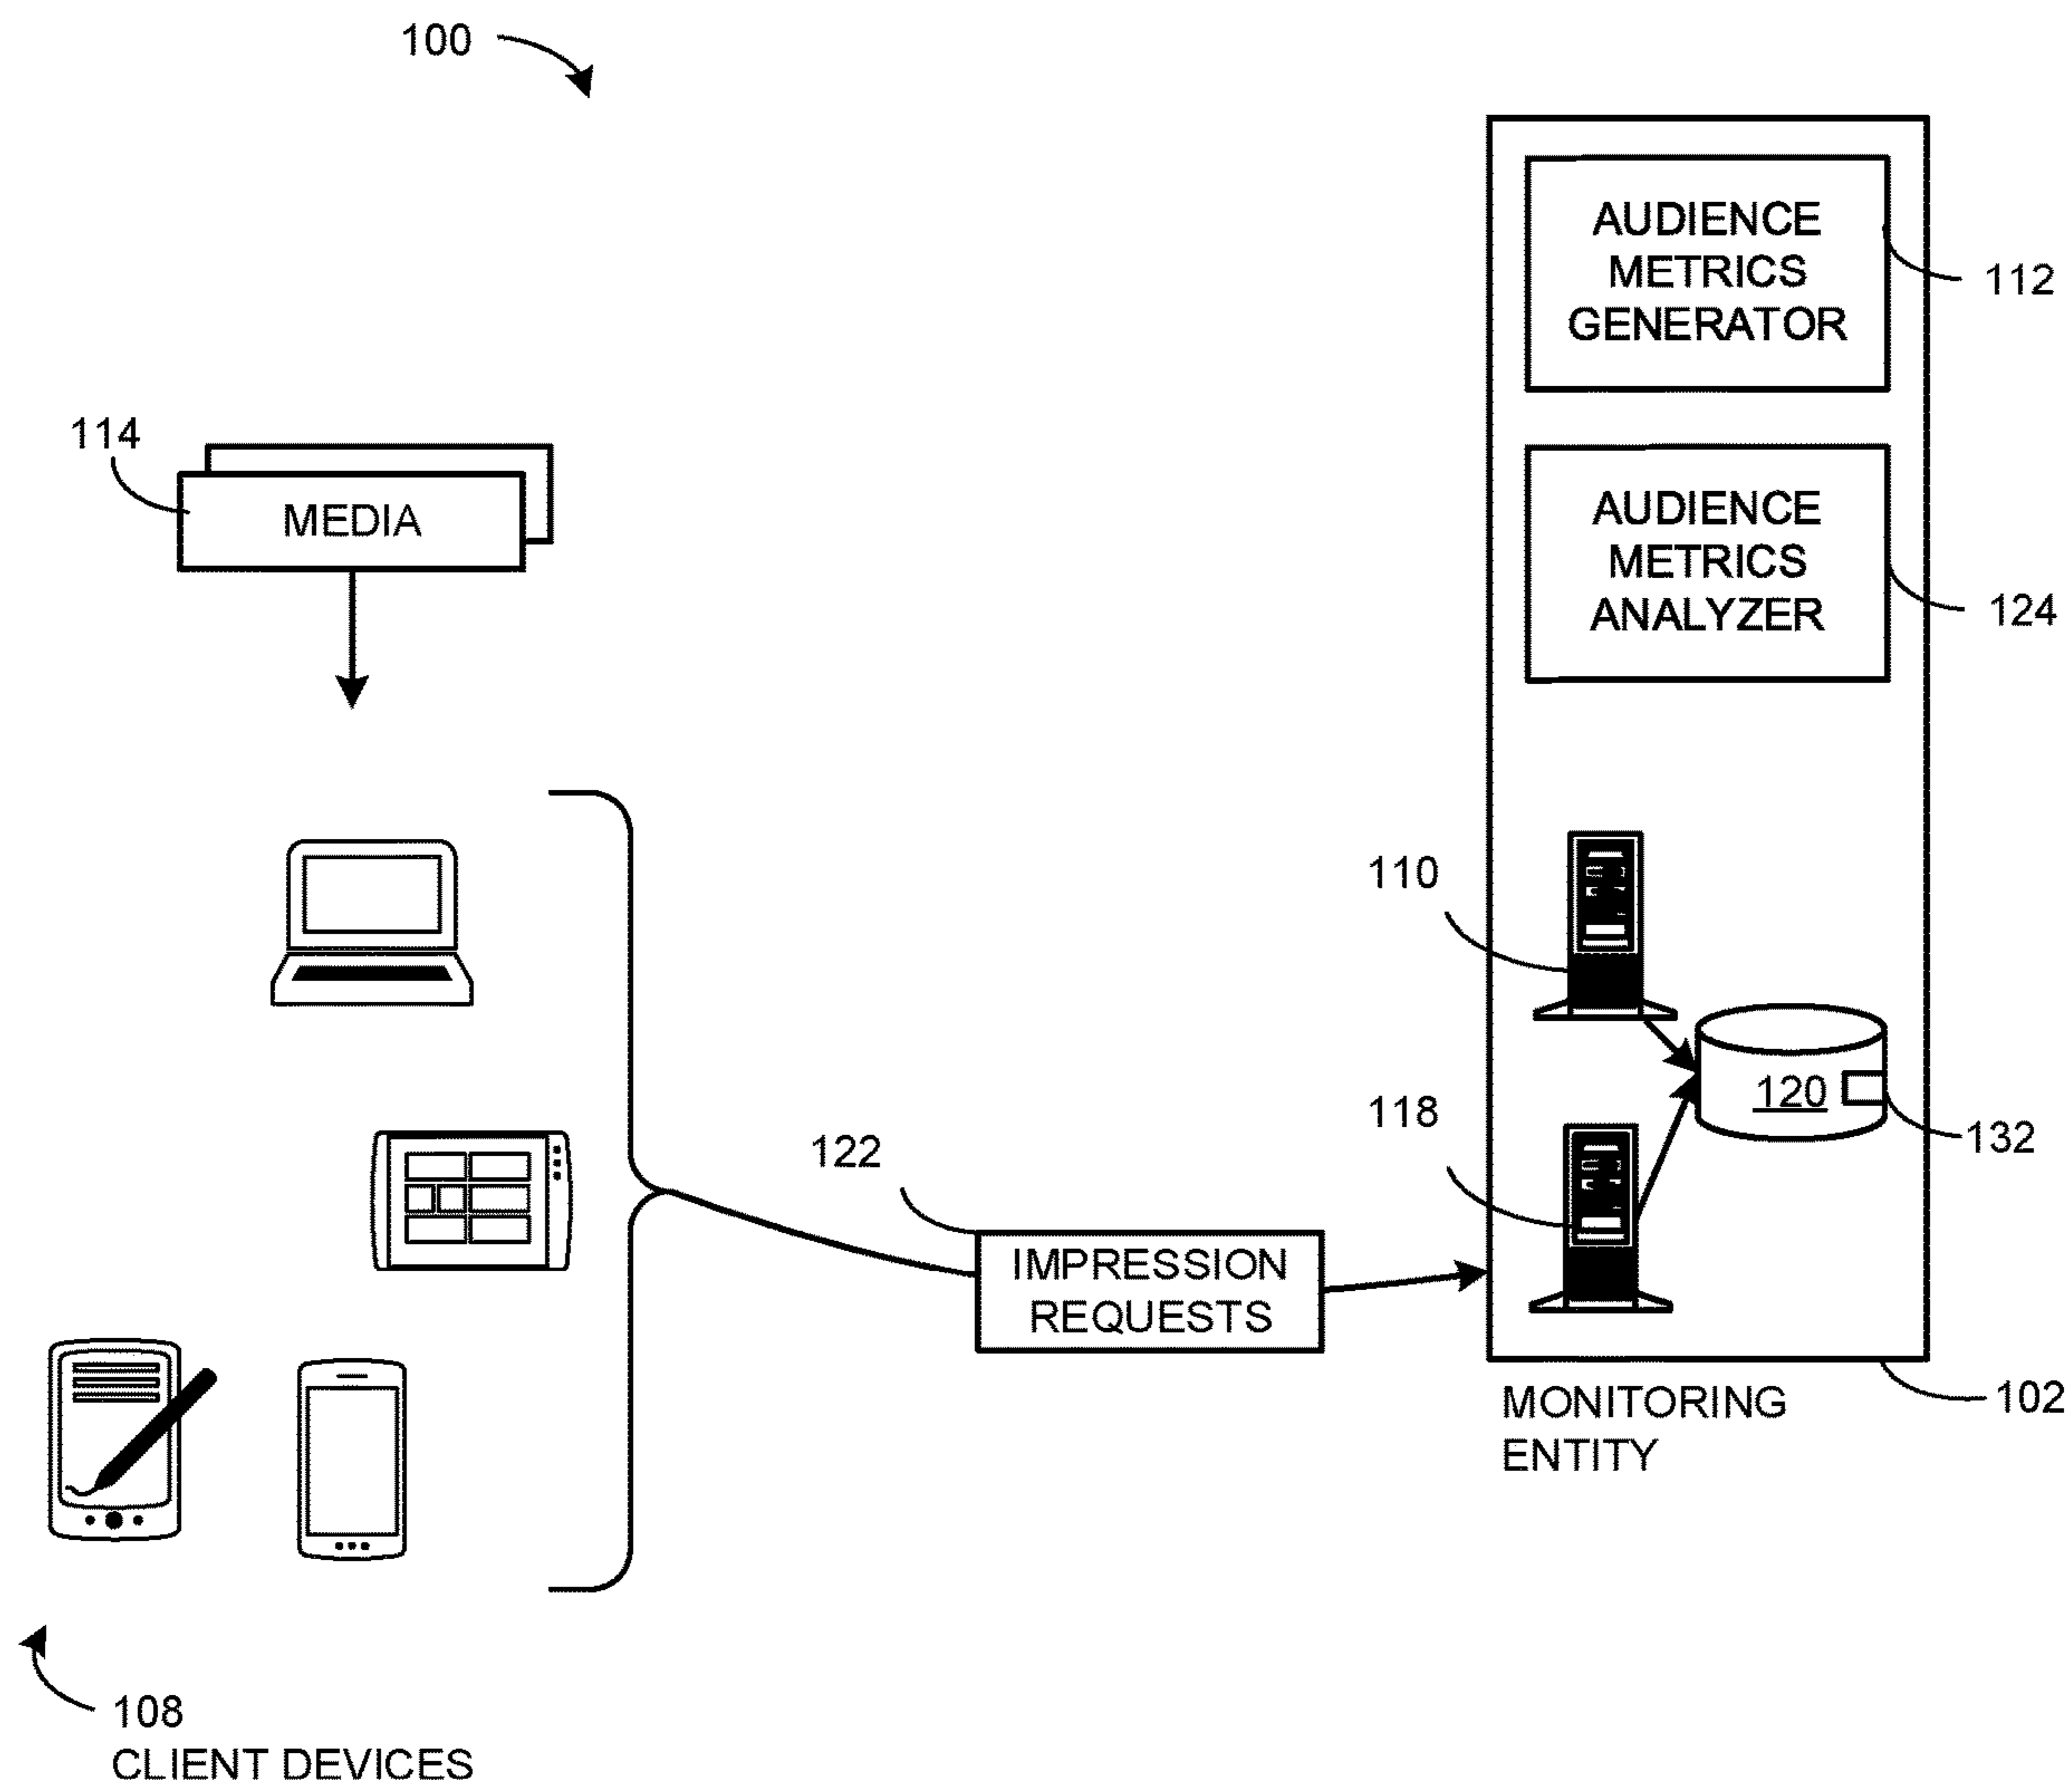 100
AUDIENCE
METRICS
GENERATOR
112
114
MEDIA
AUDIENCE
METRICS
ANALYZER
124
110
120
118
132
122
IMPRESSION
REQUESTS
102
MONITORING
ENTITY
108
CLIENT DEVICES